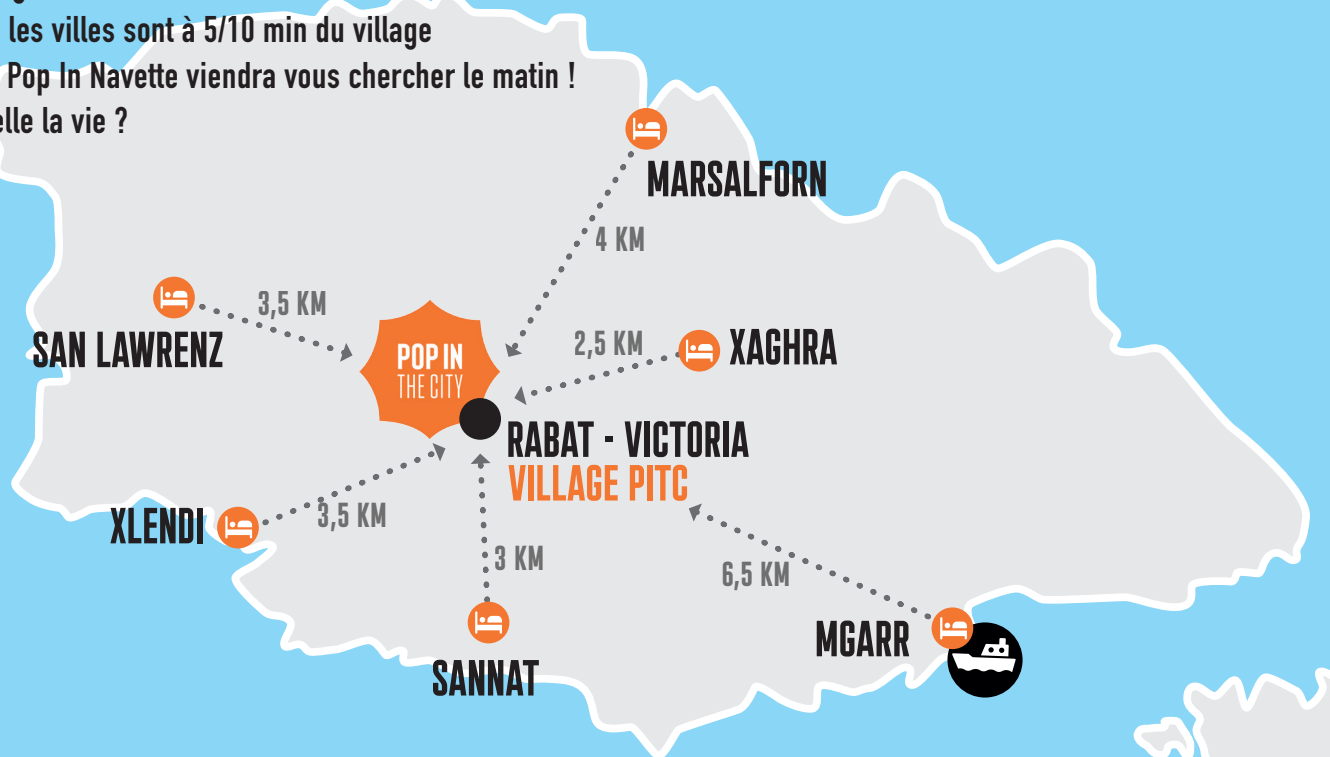 les villes sont à 5/10 min du village
Pop In Navette viendra vous chercher le matin !
elle la vie ?
MARSALFORN
4 KM
3,5 KM
SAN LAWRENZ
POP IN
THE CITY
2,5 KM
XAGHRA
RABAT - VICTORIA
VILLAGE PITC
XLENDI
3,5 KM
3 KM
SANNAT
6,5 KM
MGARR